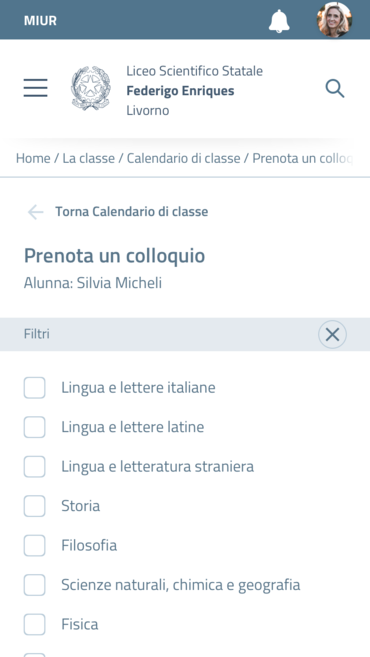 MIUR
Liceo Scientifico Statale
Federigo Enriques
Livorno
Home / La classe / Calendario di classe / Prenota un colloq
Torna Calendario di classe
Prenota un colloquio
Alunna: Silvia Micheli
Filtri
Lingua e lettere italiane
Lingua e lettere latine
Lingua e letteratura straniera
Storia
Filosofia
Scienze naturali, chimica e geografia
Fisica